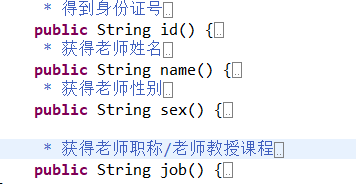 * 得到身份证号
public String id() {
* 获得老师姓名
public String name() {
* 获得老师性别
public String sex() {
* 获得老师职称/老师教授课程
public String job() {